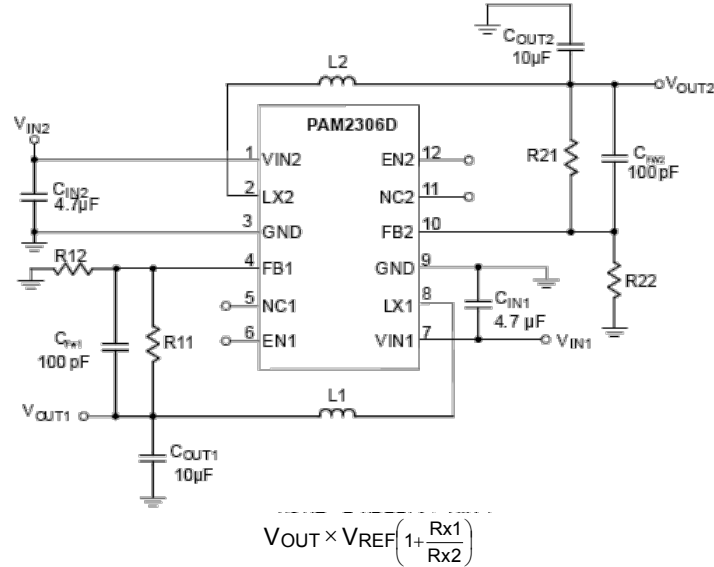 COUT2
10µF
L2
VOUT2
VIN2
PAM2306D
1 VIN2
EN2 12
R21
CFW2
100 pF
CIN2
4.7µF
2 LX2
NC2 11
3 GND
FB2 10
R12
4 FB1
GND 9
R22
5 NC1
LX1 8
CIN1
4.7 µF
CFW1
100 pF
R11
6 EN1
VIN1 7
VIN1
VOUT1
L1
COUT1
10µF
VOUT × VREF(1+Rx1/Rx2)